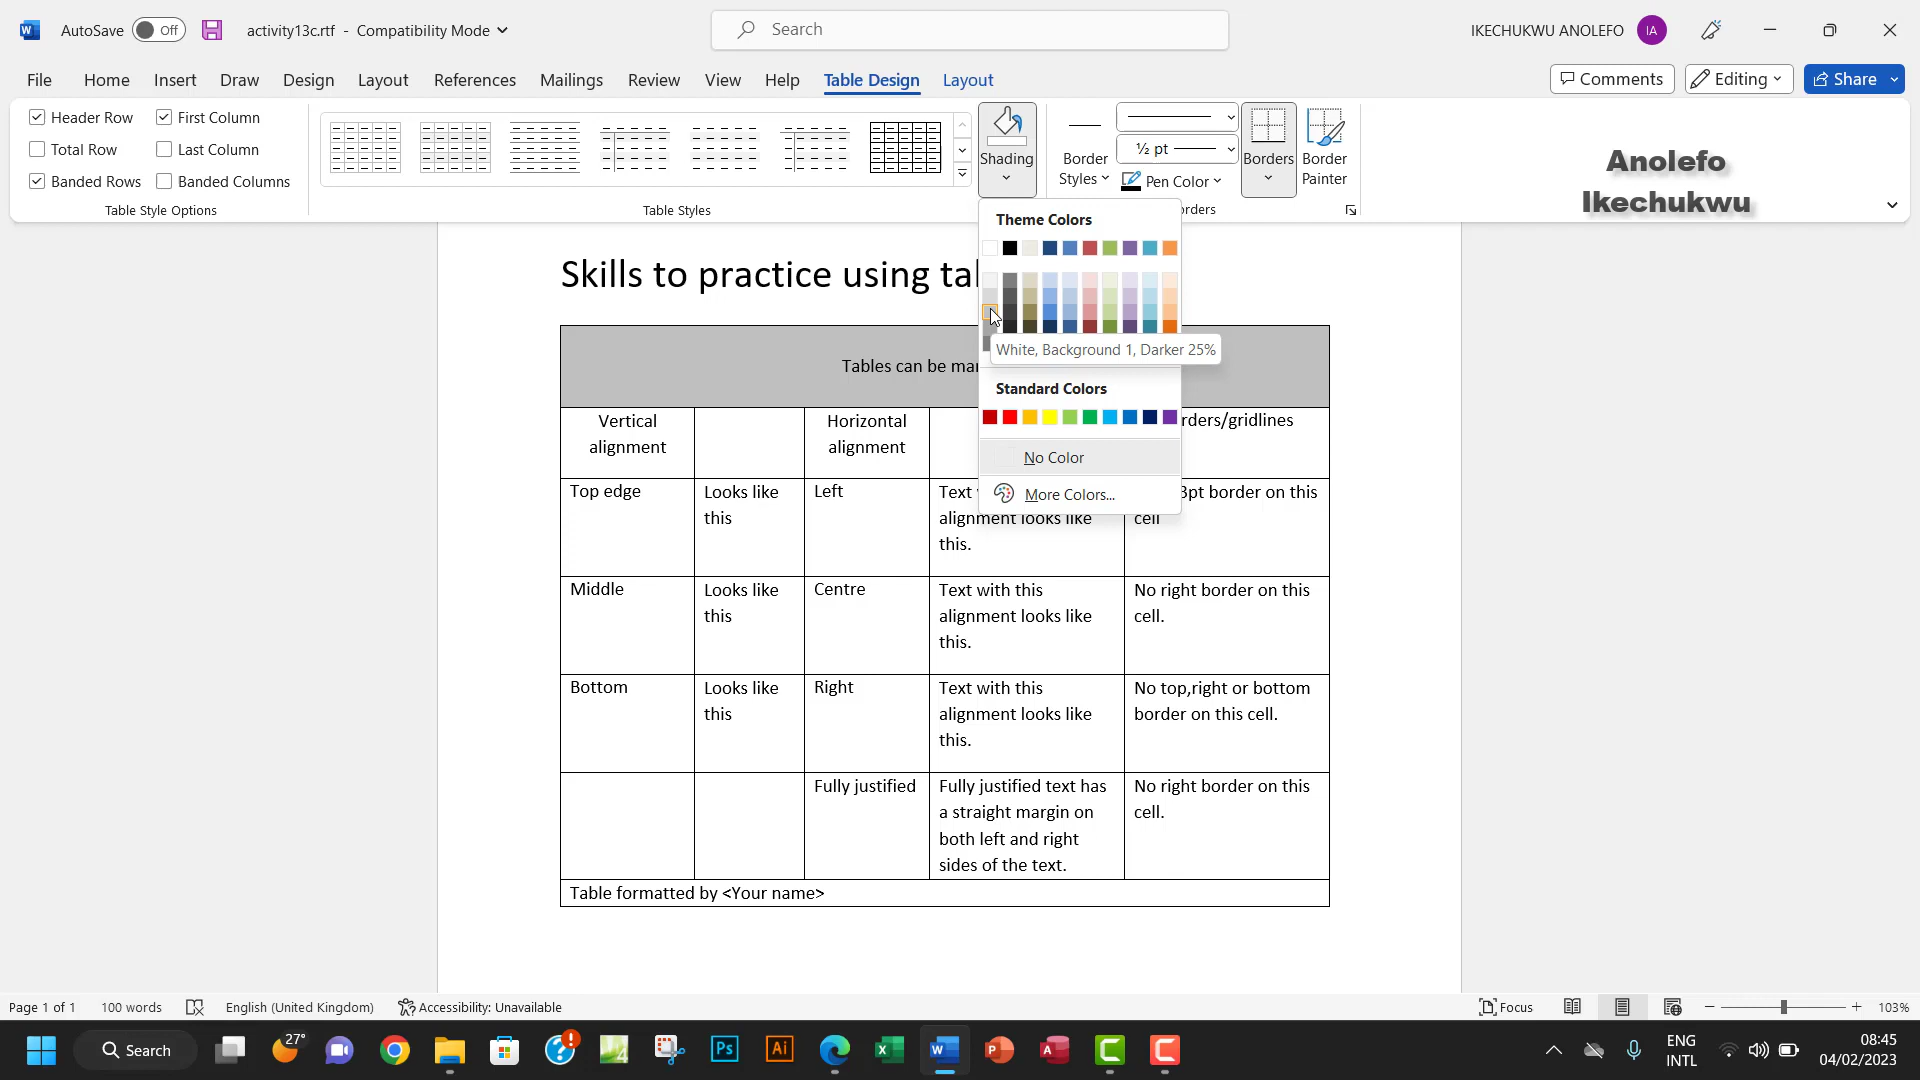 AutoSave Off activity13c.rtf - Compatibility Mode Search IKECHUKWU ANOLEFO IA
File Home Insert Draw Design Layout References Mailings Review View Help Table Design Layout Comments Editing Share
Header Row First Column
Total Row Last Column
Banded Rows Banded Columns
Table Style Options
Table Styles
Shading
Border Styles
½ pt
Pen Color
Borders
Border Painter
rders
Anolefo
Ikechukwu
Theme Colors
White, Background 1, Darker 25%
Standard Colors
No Color
More Colors...
Skills to practice using tal
Tables can be mar
Vertical alignment
Horizontal alignment
rders/gridlines
Top edge
Looks like this
Left
Text
alignment looks like this.
3pt border on this cell
Middle
Looks like this
Centre
Text with this alignment looks like this.
No right border on this cell.
Bottom
Looks like this
Right
Text with this alignment looks like this.
No top,right or bottom border on this cell.
Fully justified
Fully justified text has a straight margin on both left and right sides of the text.
No right border on this cell.
Table formatted by <Your name>
Page 1 of 1 100 words English (United Kingdom) Accessibility: Unavailable Focus 103%
27°
Search
Ps
Ai
ENG
INTL
08:45
04/02/2023